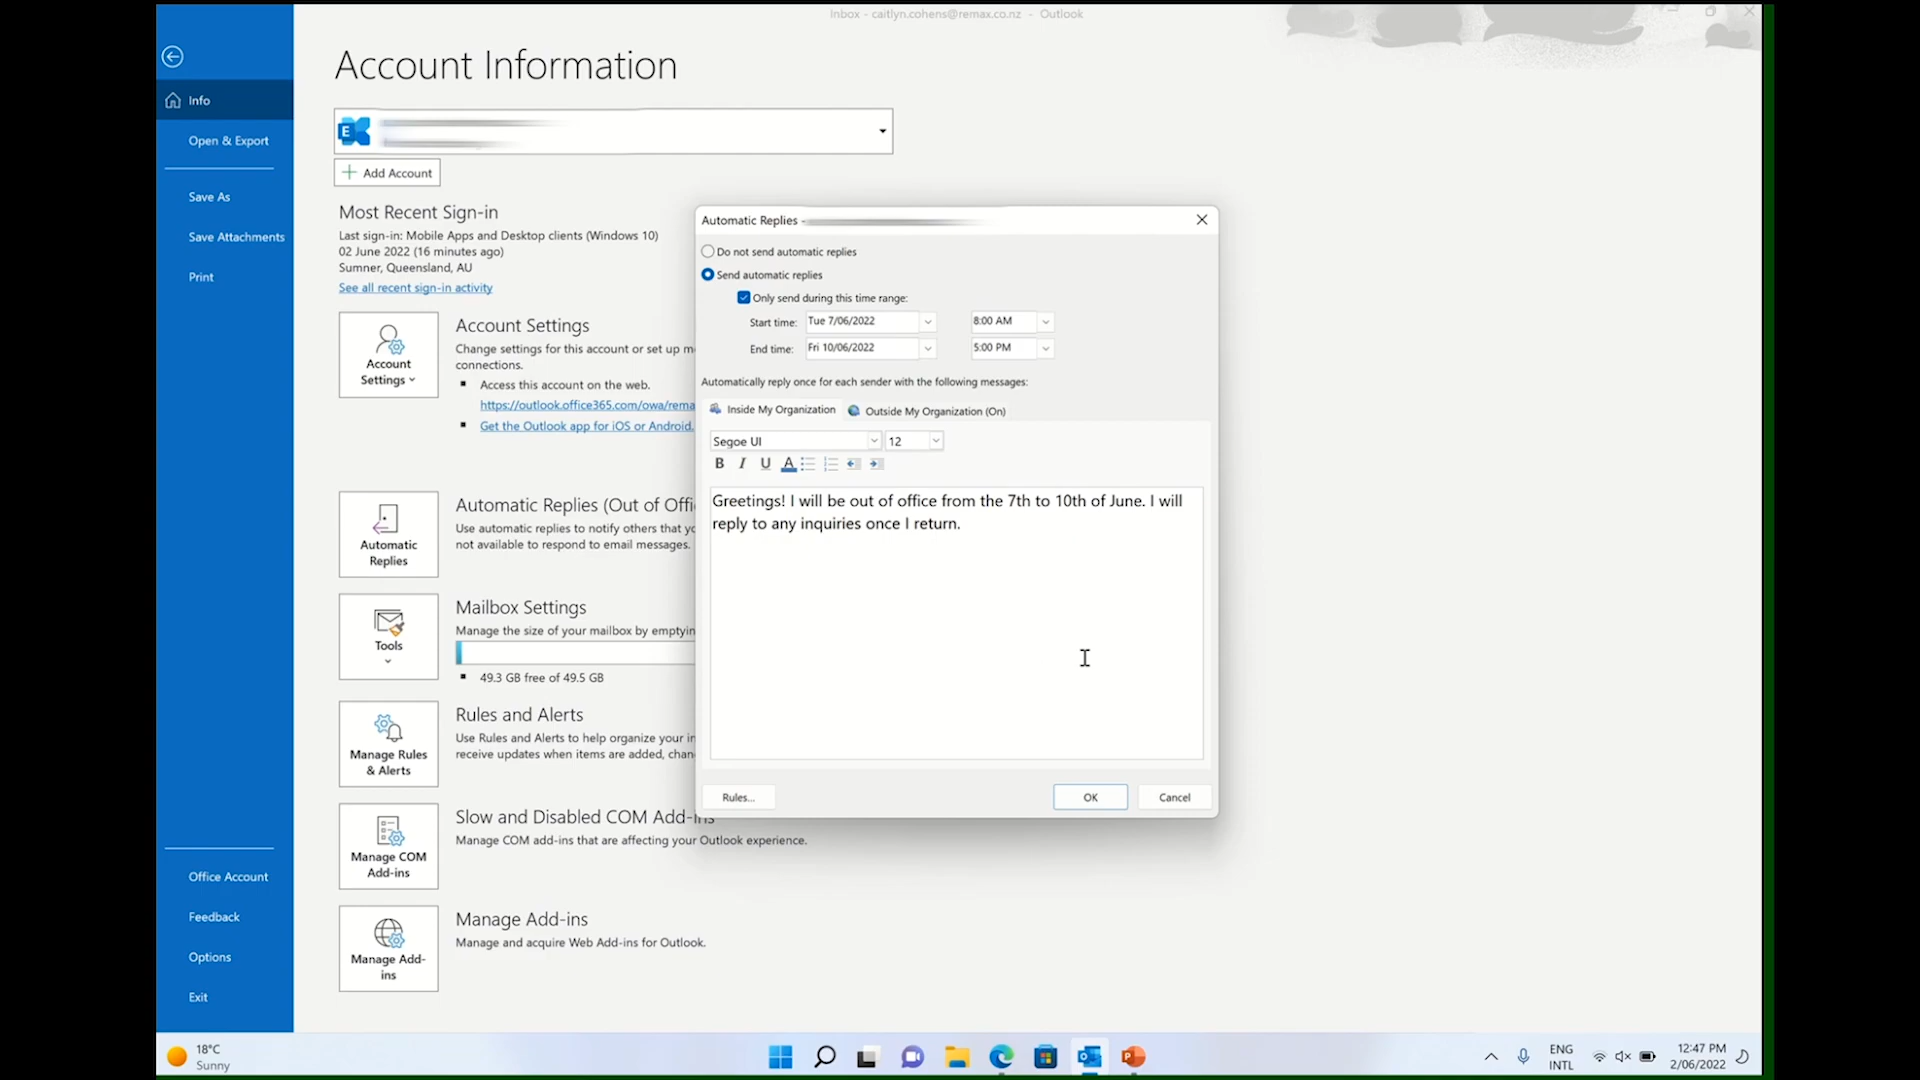 Inbox - caitlyn.cohens@remax.co.nz - Outlook
Account Information
Info
Open & Export
Save As
Save Attachments
Print
Office Account
Feedback
Options
Exit
E
Add Account
Most Recent Sign-in
Last sign-in: Mobile Apps and Desktop clients (Windows 10)
02 June 2022 (16 minutes ago)
Sumner, Queensland, AU
See all recent sign-in activity
Account
Settings
Account Settings
Change settings for this account or set up m
connections.
Access this account on the web.
https://outlook.office365.com/owa/rema
Get the Outlook app for iOS or Android.
Automatic
Replies
Automatic Replies (Out of Offi
Use automatic replies to notify others that yo
not available to respond to email messages.
Tools
Mailbox Settings
Manage the size of your mailbox by emptyin
49.3 GB free of 49.5 GB
Manage Rules
& Alerts
Rules and Alerts
Use Rules and Alerts to help organize your in
receive updates when items are added, chan
Manage COM
Add-ins
Slow and Disabled COM Add-ins
Manage COM add-ins that are affecting your Outlook experience.
Manage Add-
ins
Manage Add-ins
Manage and acquire Web Add-ins for Outlook.
Automatic Replies -
Do not send automatic replies
Send automatic replies
Only send during this time range:
Start time: Tue 7/06/2022 8:00 AM
End time: Fri 10/06/2022 5:00 PM
Automatically reply once for each sender with the following messages:
Inside My Organization Outside My Organization (On)
Segoe UI 12
B I U A
Greetings! I will be out of office from the 7th to 10th of June. I will
reply to any inquiries once I return.
Rules... OK Cancel
18°C
Sunny
ENG
INTL
12:47 PM
2/06/2022